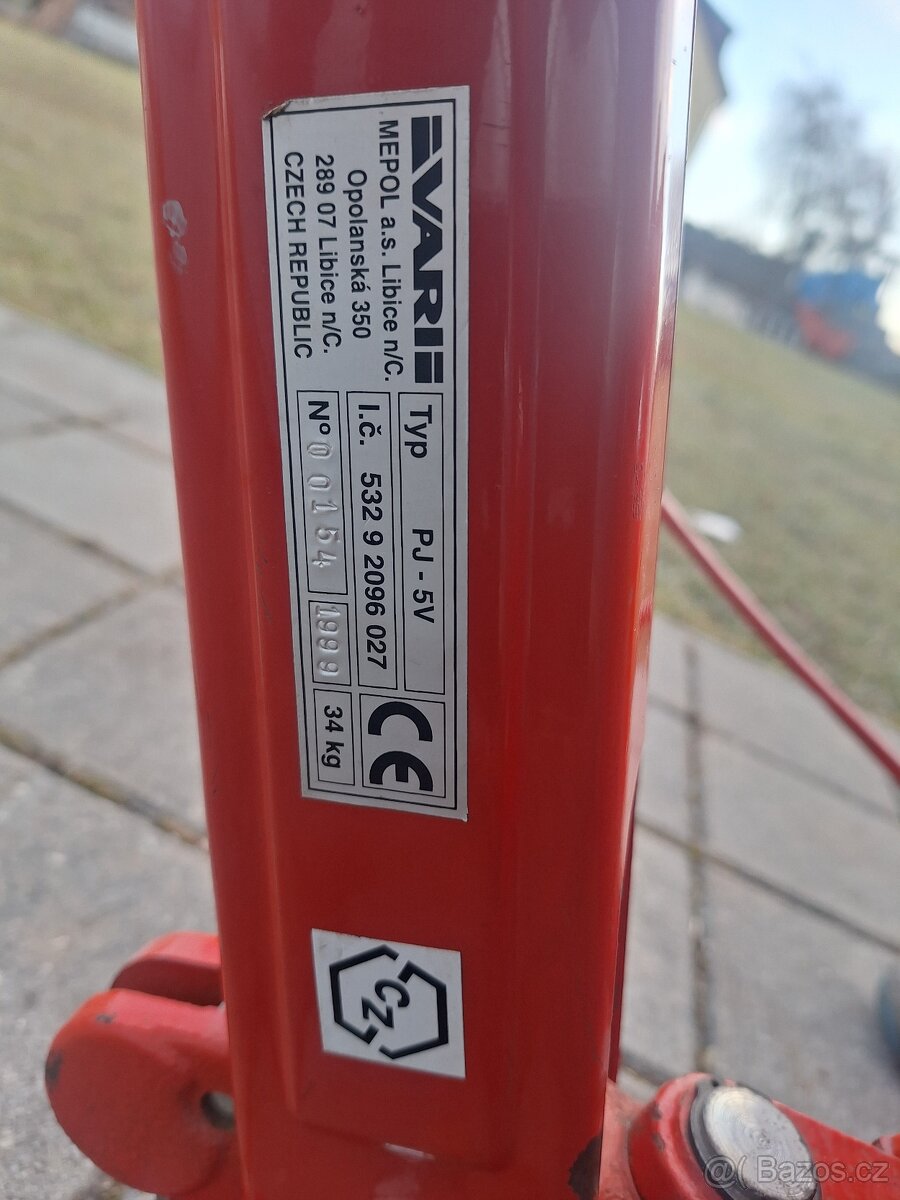 VARI
MEPOL a.s. Libice n/C.
Opolanská 350
289 07 Libice n/C.
CZECH REPUBLIC
Typ PJ - 5V
I.č. 532 9 2096 027
N° 00154 1999 34 kg
CE
CZ
@( Bazos.cz